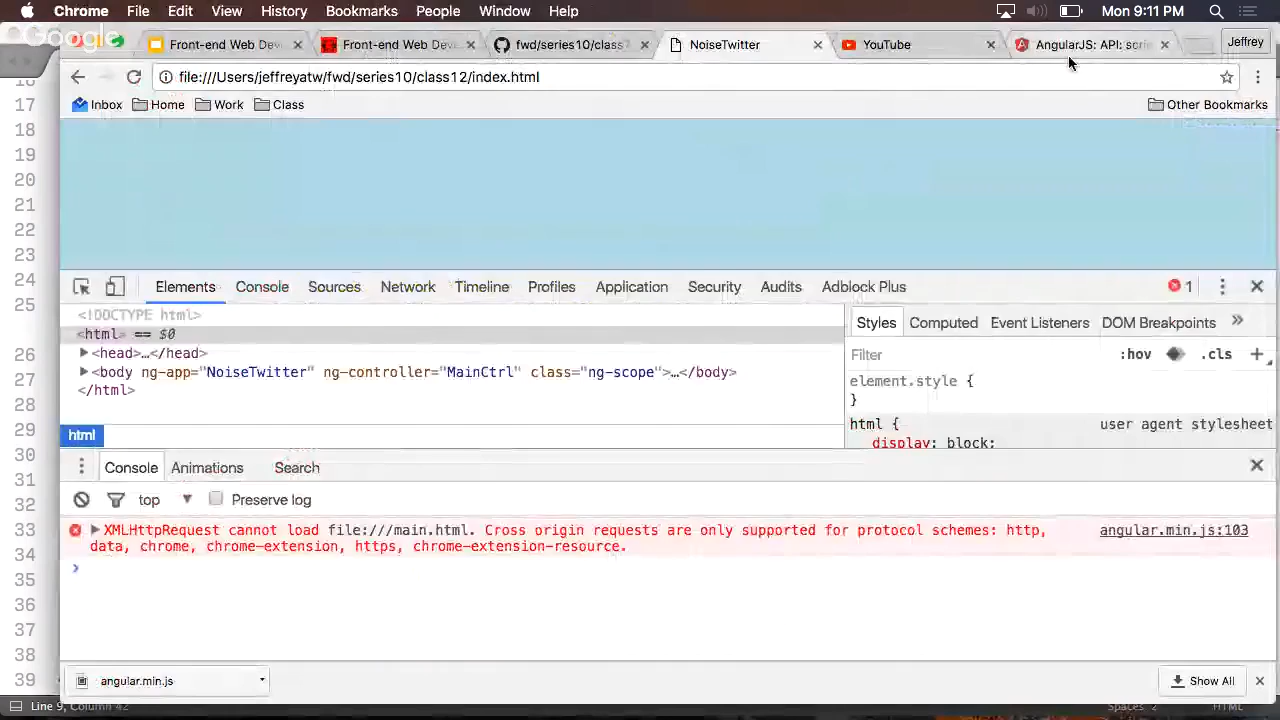 Chrome File Edit View History Bookmarks People Window Help Mon 9:11 PM
Google
Front-end Web Dev Front-end Web Dev fwd/series10/class NoiseTwitter YouTube AngularJS: API: scri Jeffrey
file:///Users/jeffreyatw/fwd/series10/class12/index.html
Inbox Home Work Class Other Bookmarks
16
17
18
19
20
21
22
23
24
25
26
27
28
29
30
31
32
33
34
35
36
37
38
39
Elements Console Sources Network Timeline Profiles Application Security Audits Adblock Plus 1
<!DOCTYPE html>
<html> == $0
<head>…</head>
<body ng-app="NoiseTwitter" ng-controller="MainCtrl" class="ng-scope">…</body>
</html>
html
Styles Computed Event Listeners DOM Breakpoints »
Filter :hov .cls +
element.style {
}
html { user agent stylesheet
display: block;
Console Animations Search
top Preserve log
XMLHttpRequest cannot load file:///main.html. Cross origin requests are only supported for protocol schemes: http, angular.min.js:103
data, chrome, chrome-extension, https, chrome-extension-resource.
angular.min.js Show All
Line 9, Column 42 Spaces: 2 HTML